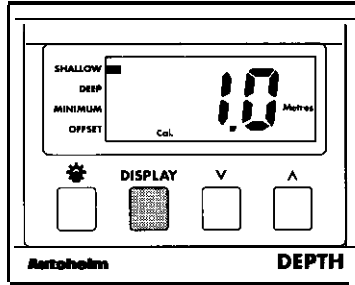 SHALLOW
DEEP
MINIMUM
OFFSET
1.0 Metres
Cal.
DISPLAY V Λ
Autohelm DEPTH